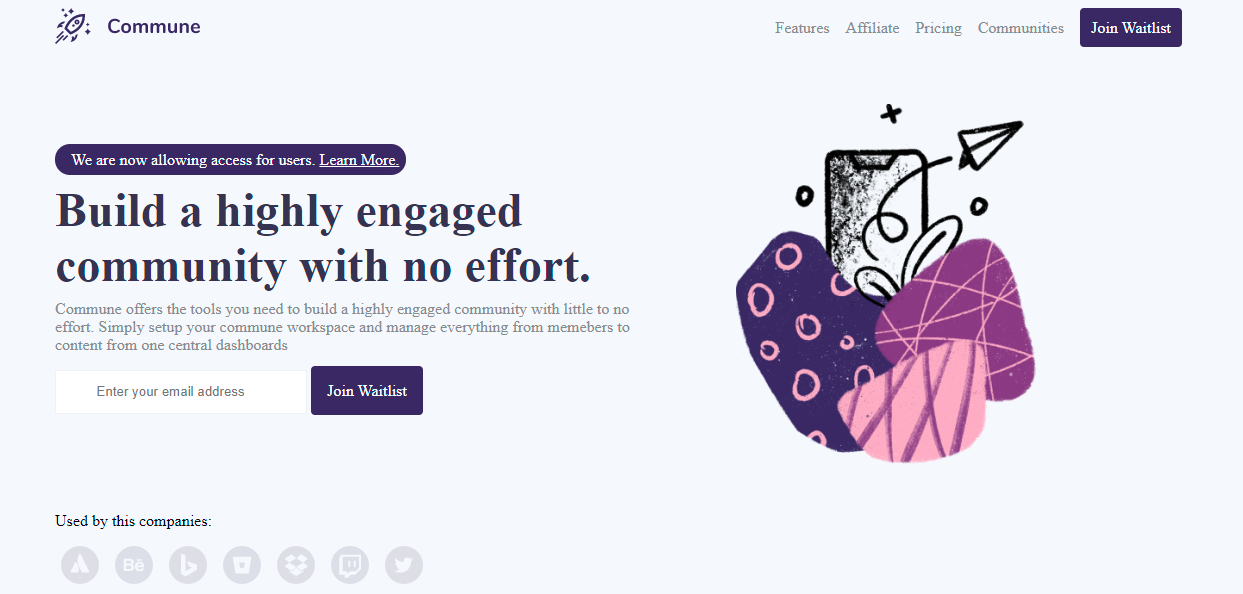 Commune
Features Affiliate Pricing Communities Join Waitlist
We are now allowing access for users. Learn More.
Build a highly engaged
community with no effort.
Commune offers the tools you need to build a highly engaged community with little to no
effort. Simply setup your commune workspace and manage everything from memebers to
content from one central dashboards
Enter your email address Join Waitlist
Used by this companies:
Bē